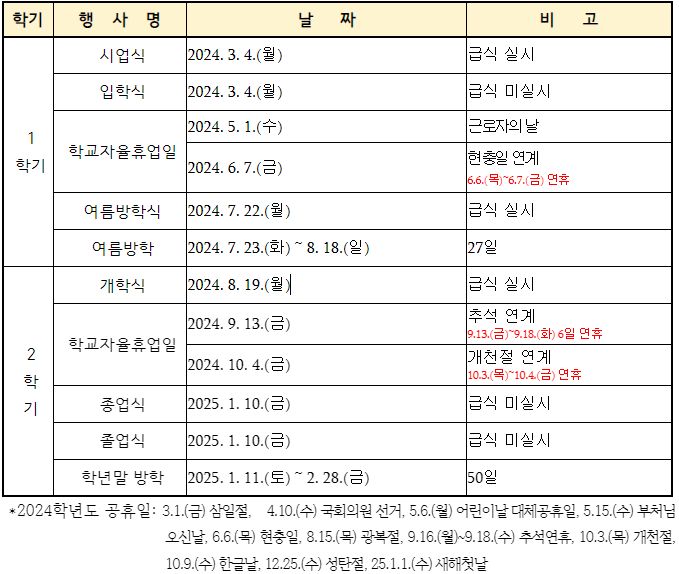 학기 행 사 명 날 짜 비 고
1 학기 시업식 2024. 3. 4.(월) 급식 실시
입학식 2024. 3. 4.(월) 급식 미실시
학교자율휴업일 2024. 5. 1.(수) 근로자의 날
2024. 6. 7.(금) 현충일 연계
6.6.(목)~6.7.(금) 연휴
여름방학식 2024. 7. 22.(월) 급식 실시
여름방학 2024. 7. 23.(화) ~ 8. 18.(일) 27일
2 학 기 개학식 2024. 8. 19.(월) 급식 실시
학교자율휴업일 2024. 9. 13.(금) 추석 연계
9.13.(금)~9.18.(화) 6일 연휴
2024. 10. 4.(금) 개천절 연계
10.3.(목)~10.4.(금) 연휴
종업식 2025. 1. 10.(금) 급식 미실시
졸업식 2025. 1. 10.(금) 급식 미실시
학년말 방학 2025. 1. 11.(토) ~ 2. 28.(금) 50일
*2024학년도 공휴일: 3.1.(금) 삼일절, 4.10.(수) 국회의원 선거, 5.6.(월) 어린이날 대체공휴일, 5.15.(수) 부처님
오신날, 6.6.(목) 현충일, 8.15.(목) 광복절, 9.16.(월)~9.18.(수) 추석연휴, 10.3.(목) 개천절,
10.9.(수) 한글날, 12.25.(수) 성탄절, 25.1.1.(수) 새해첫날